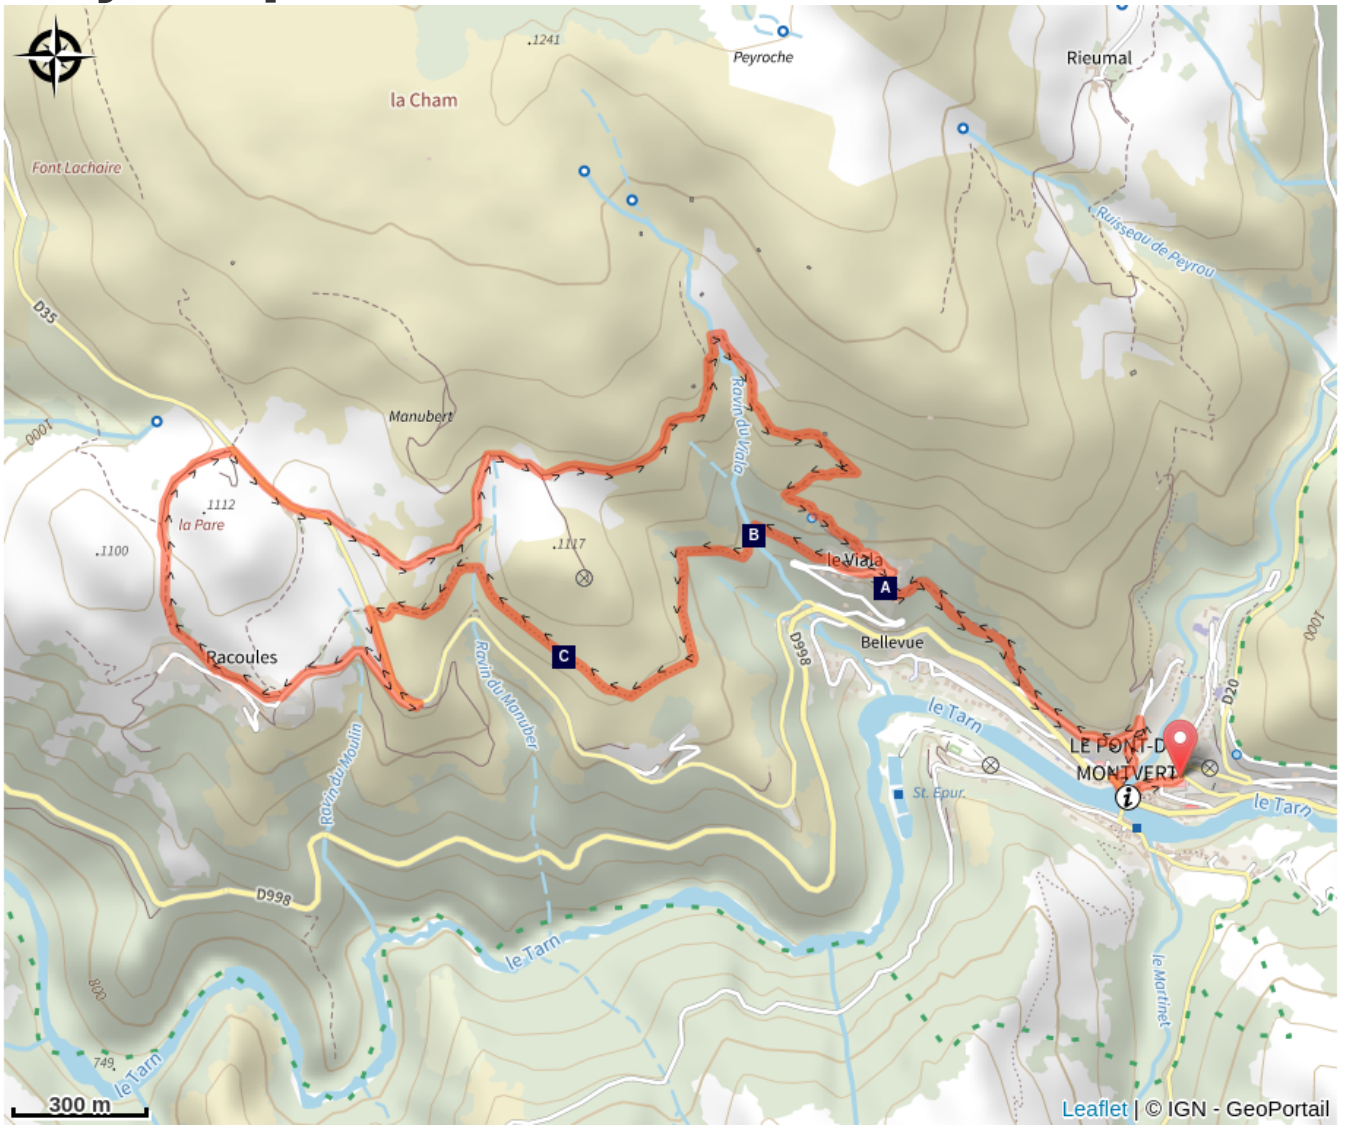 .1241
Peyroche
Rieumal
la Cham
Font Lachaire
Ruisseau de Peyrou
D35
Manubert
Ravin du Viala
1000
.1112
la Pare
.1100
.1117
B
le Viala
A
1000
Bellevue
D998
C
Racoules
Ravin du Manuber
D20
le Tarn
LE PONT-D
MONTVERT
i
St. Epur.
le Tarn
Ravin du Moulin
D998
le Tarn
le Martinet
800
749.
le Tarn
300 m
Leaflet | © IGN - GeoPortail